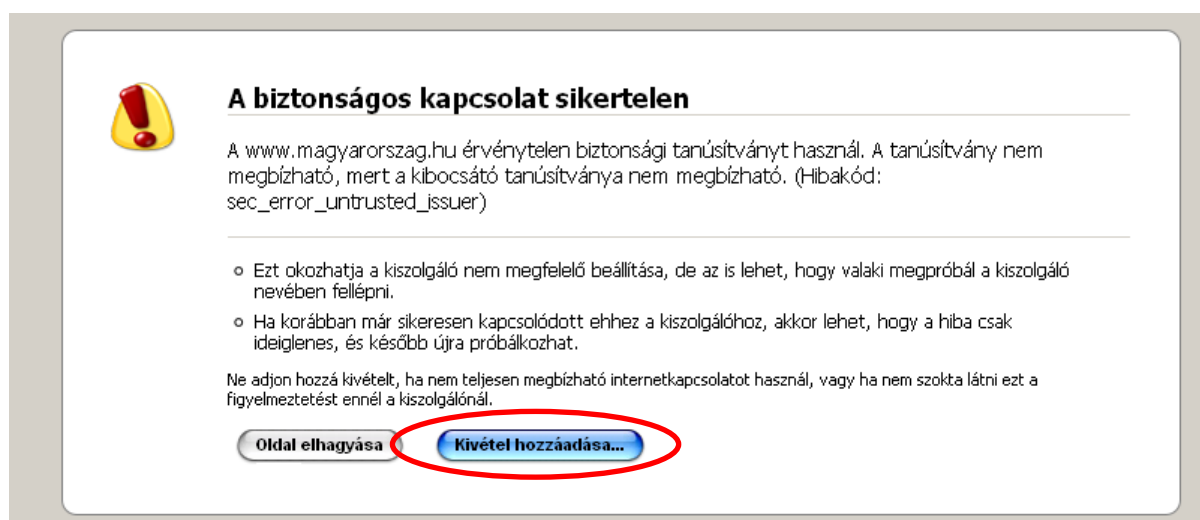 A biztonságos kapcsolat sikertelen
A www.magyarorszag.hu érvénytelen biztonsági tanúsítványt használ. A tanúsítvány nem
megbízható, mert a kibocsátó tanúsítványa nem megbízható. (Hibakód:
sec_error_untrusted_issuer)
Ezt okozhatja a kiszolgáló nem megfelelő beállítása, de az is lehet, hogy valaki megpróbál a kiszolgáló
nevében fellépni.
Ha korábban már sikeresen kapcsolódott ehhez a kiszolgálóhoz, akkor lehet, hogy a hiba csak
ideiglenes, és később újra próbálkozhat.
Ne adjon hozzá kivételt, ha nem teljesen megbízható internetkapcsolatot használ, vagy ha nem szokta látni ezt a
figyelmeztetést ennél a kiszolgálónál.
Oldal elhagyása Kivétel hozzáadása...